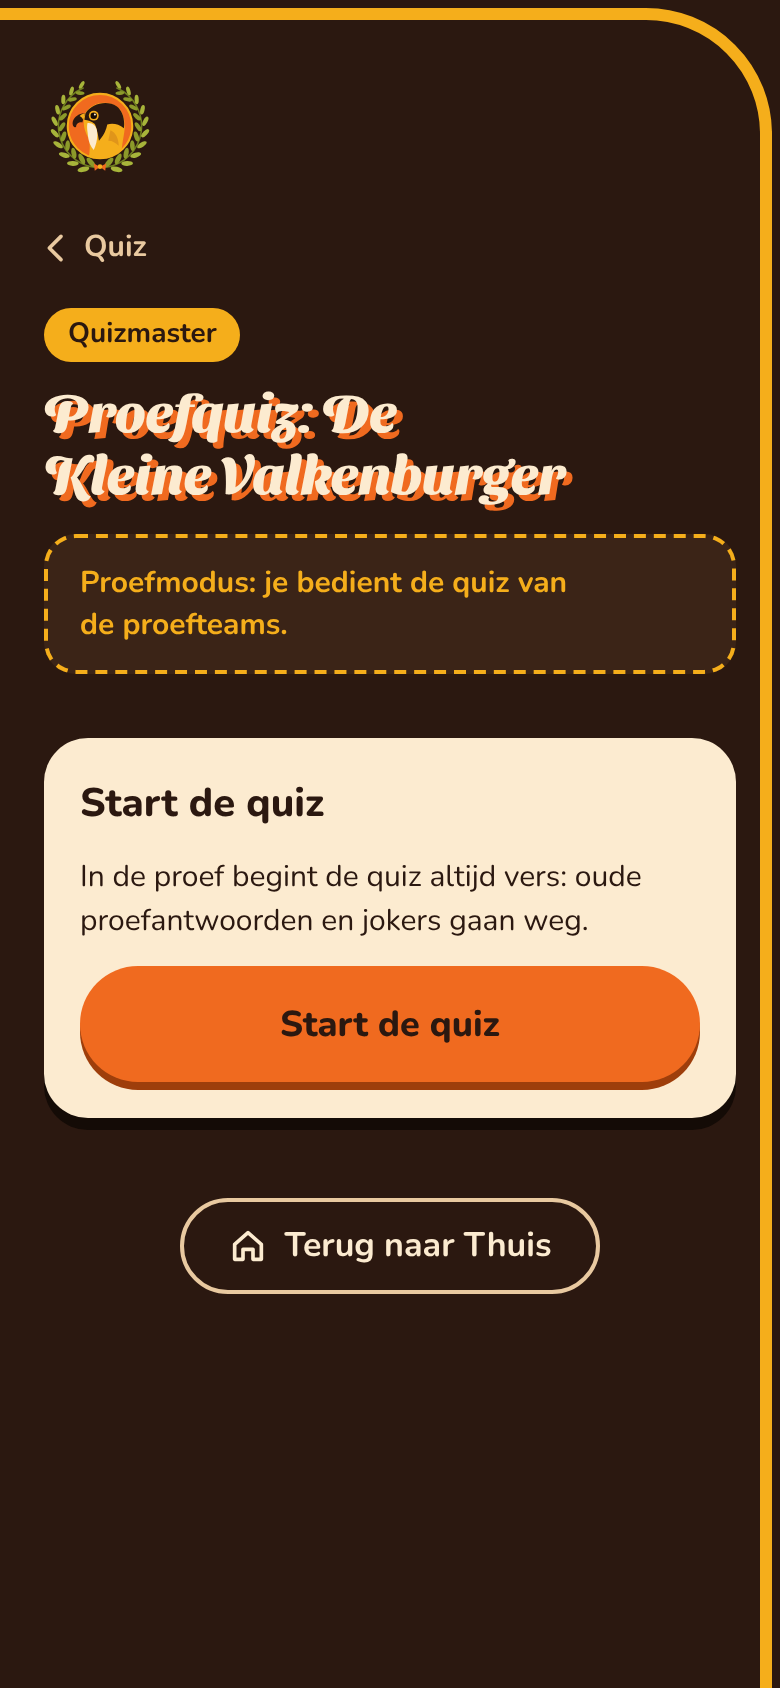 Quiz
Quizmaster
Proefquiz: De
Kleine Valkenburger
Proefmodus: je bedient de quiz van
de proefteams.
Start de quiz
In de proef begint de quiz altijd vers: oude
proefantwoorden en jokers gaan weg.
Start de quiz
Terug naar Thuis